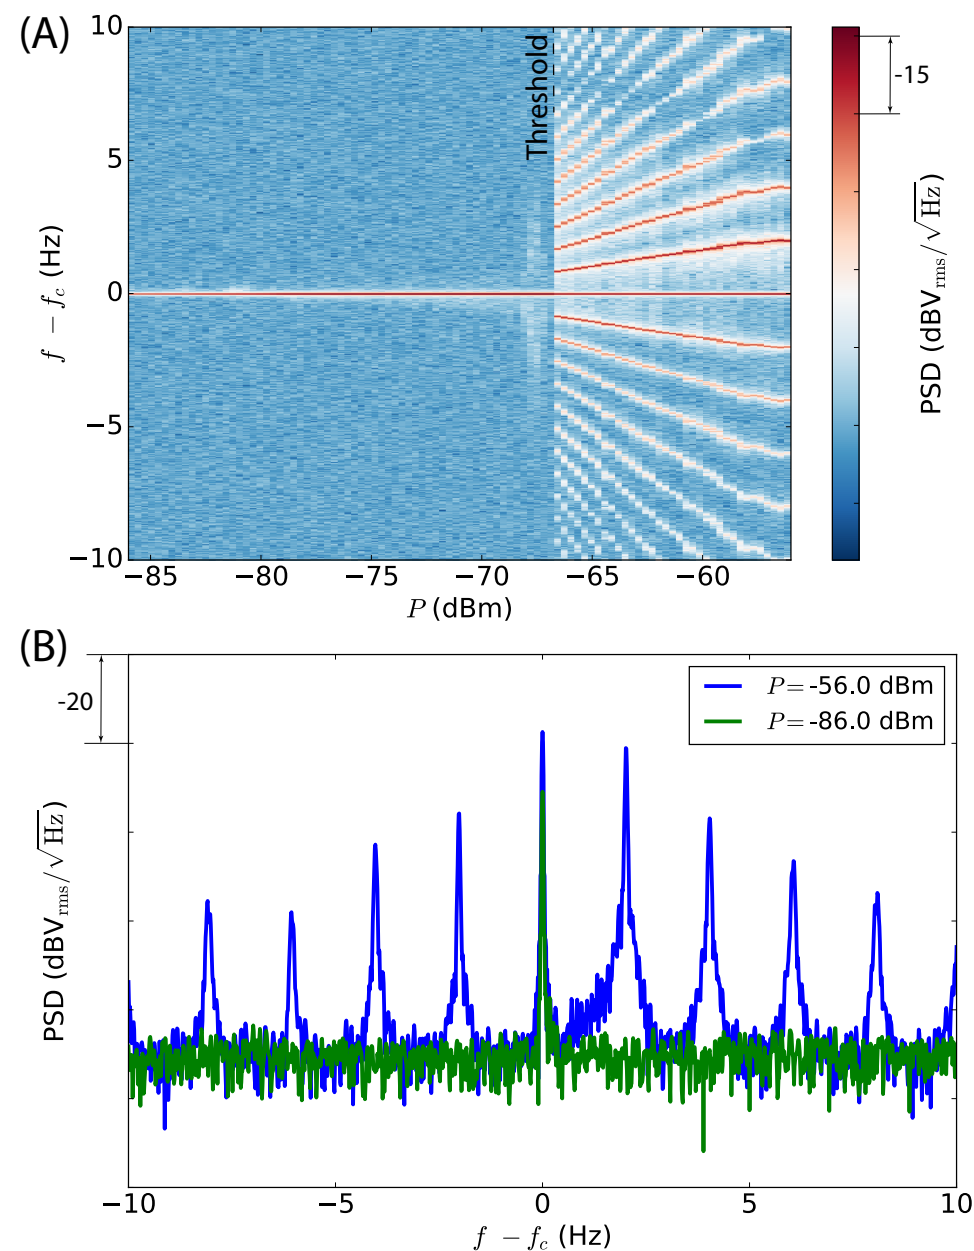 (A)
10
5
0
−5
−10
f − f_c (Hz)
Threshold
−85
−80
−75
−70
−65
−60
P (dBm)
-15
PSD (dBV_rms/√Hz)
(B)
-20
P = -56.0 dBm
P = -86.0 dBm
PSD (dBV_rms/√Hz)
−10
−5
0
5
10
f − f_c (Hz)